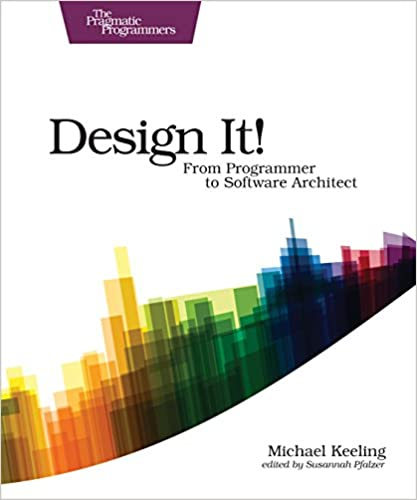 The
Pragmatic
Programmers
Design It!
From Programmer
to Software Architect
Michael Keeling
edited by Susannah Pfalzer